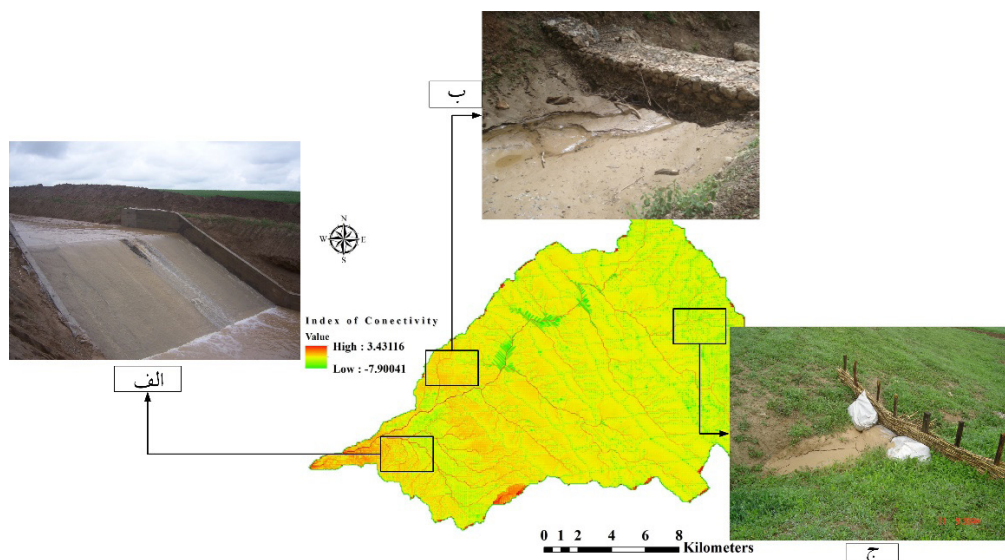 ب
الف
N
W E
S
Index of Conectivity
Value
High : 3.43116
Low : -7.90041
0 1 2 4 6 8
Kilometers
ج